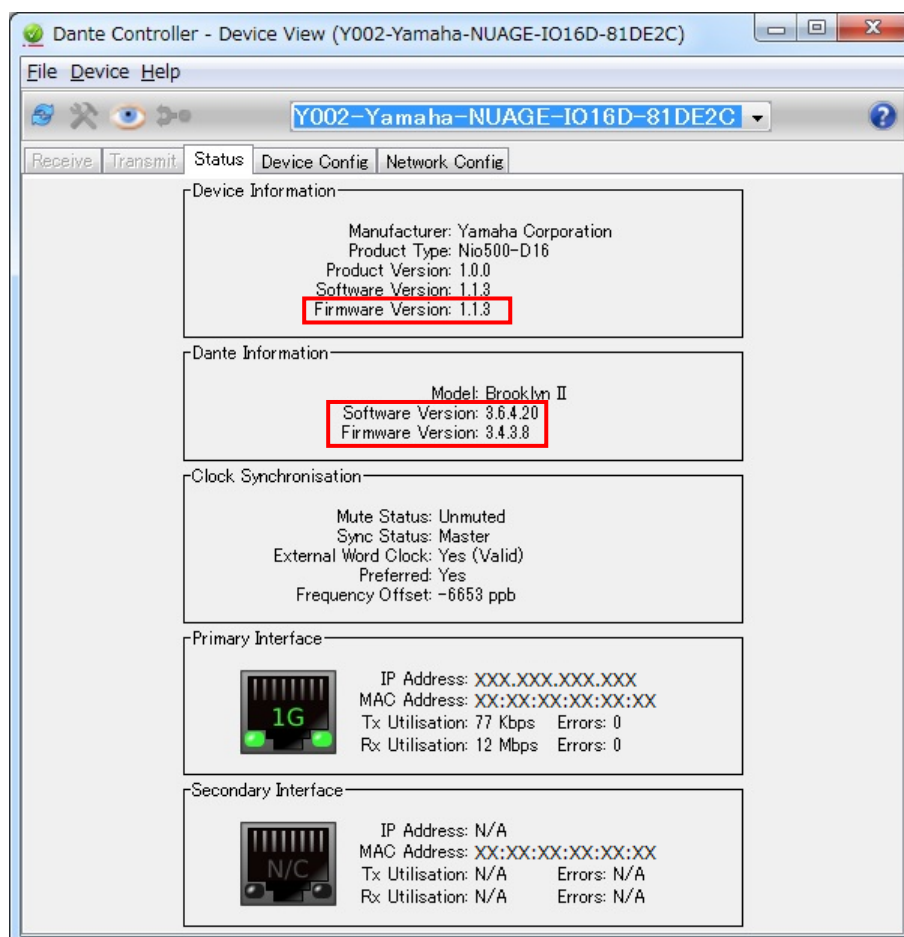 Dante Controller - Device View (Y002-Yamaha-NUAGE-IO16D-81DE2C)
File Device Help
Y002-Yamaha-NUAGE-IO16D-81DE2C
Receive Transmit Status Device Config Network Config
Device Information
Manufacturer: Yamaha Corporation
Product Type: Nio500-D16
Product Version: 1.0.0
Software Version: 1.1.3
Firmware Version: 1.1.3
Dante Information
Model: Brooklyn II
Software Version: 3.6.4.20
Firmware Version: 3.4.3.8
Clock Synchronisation
Mute Status: Unmuted
Sync Status: Master
External Word Clock: Yes (Valid)
Preferred: Yes
Frequency Offset: -6653 ppb
Primary Interface
1G
IP Address: XXX.XXX.XXX.XXX
MAC Address: XX:XX:XX:XX:XX:XX
Tx Utilisation: 77 Kbps Errors: 0
Rx Utilisation: 12 Mbps Errors: 0
Secondary Interface
N/C
IP Address: N/A
MAC Address: XX:XX:XX:XX:XX:XX
Tx Utilisation: N/A Errors: N/A
Rx Utilisation: N/A Errors: N/A